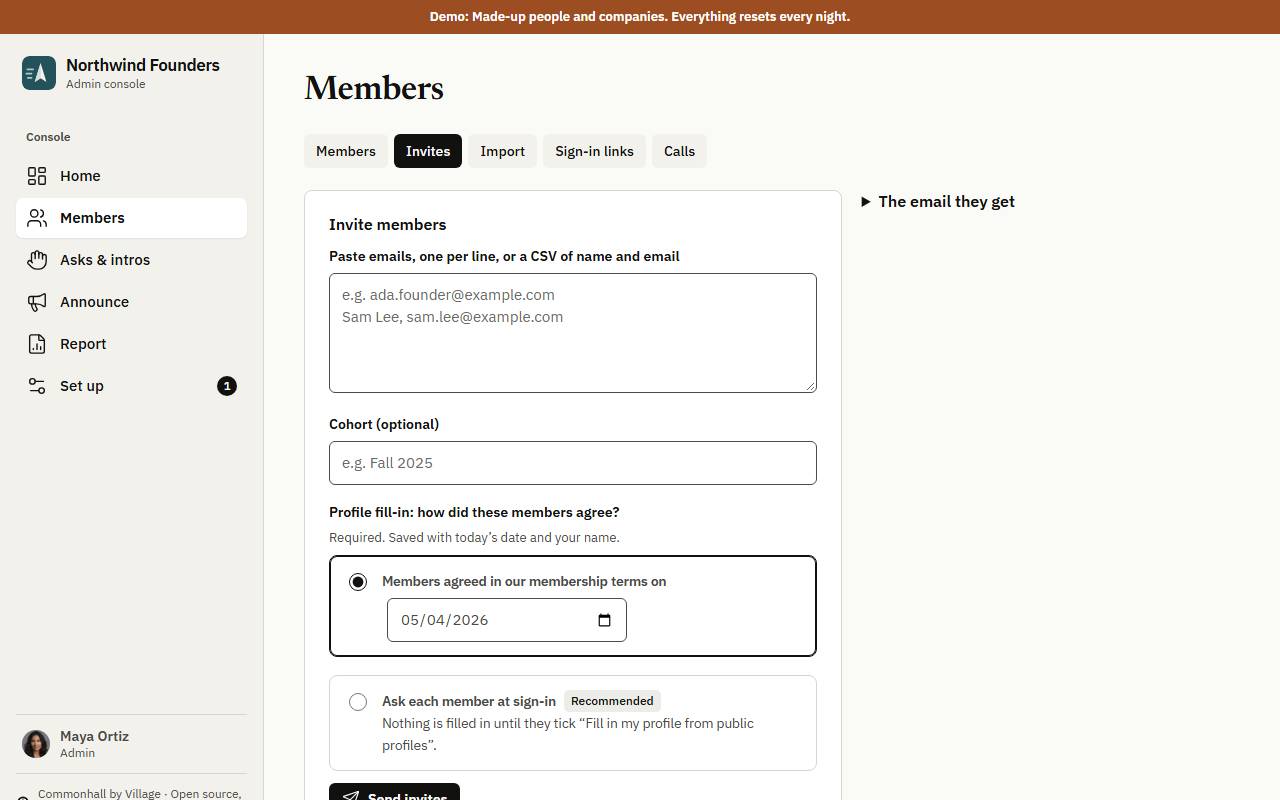 Demo: Made-up people and companies. Everything resets every night.
Northwind Founders
Admin console
Console
Home
Members
Asks & intros
Announce
Report
Set up
1
Maya Ortiz
Admin
Commonhall by Village · Open source,
Members
Members
Invites
Import
Sign-in links
Calls
Invite members
Paste emails, one per line, or a CSV of name and email
e.g. ada.founder@example.com
Sam Lee, sam.lee@example.com
Cohort (optional)
e.g. Fall 2025
Profile fill-in: how did these members agree?
Required. Saved with today’s date and your name.
Members agreed in our membership terms on
05/04/2026
Ask each member at sign-in
Recommended
Nothing is filled in until they tick “Fill in my profile from public
profiles”.
Send invites
The email they get